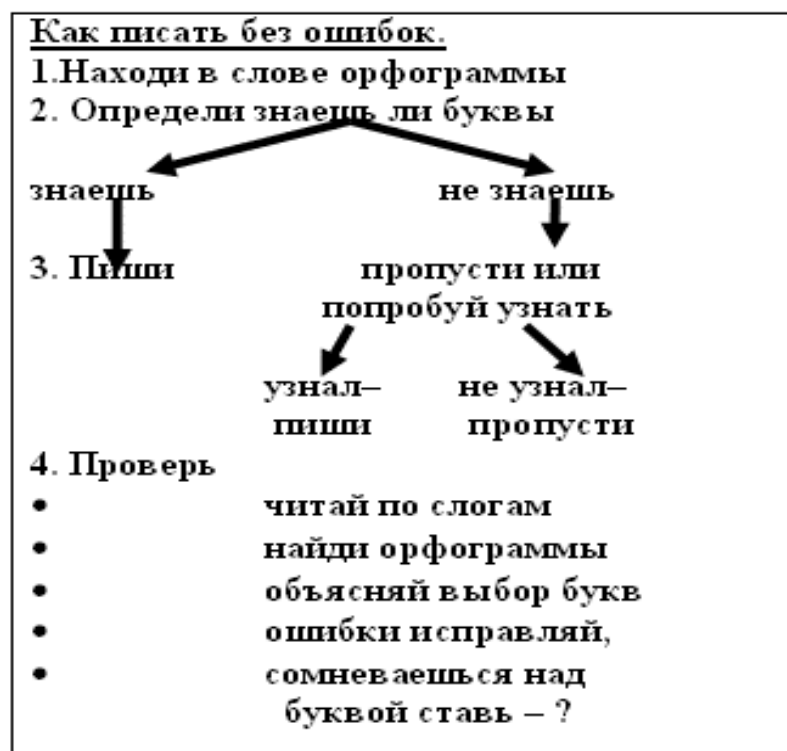 Как писать без ошибок.
1.Находи в слове орфограммы
2. Определи знаешь ли буквы
знаешь не знаешь
3. Пиши пропусти или
попробуй узнать
узнал– не узнал–
пиши пропусти
4. Проверь
• читай по слогам
• найди орфограммы
• объясняй выбор букв
• ошибки исправляй,
• сомневаешься над
буквой ставь – ?